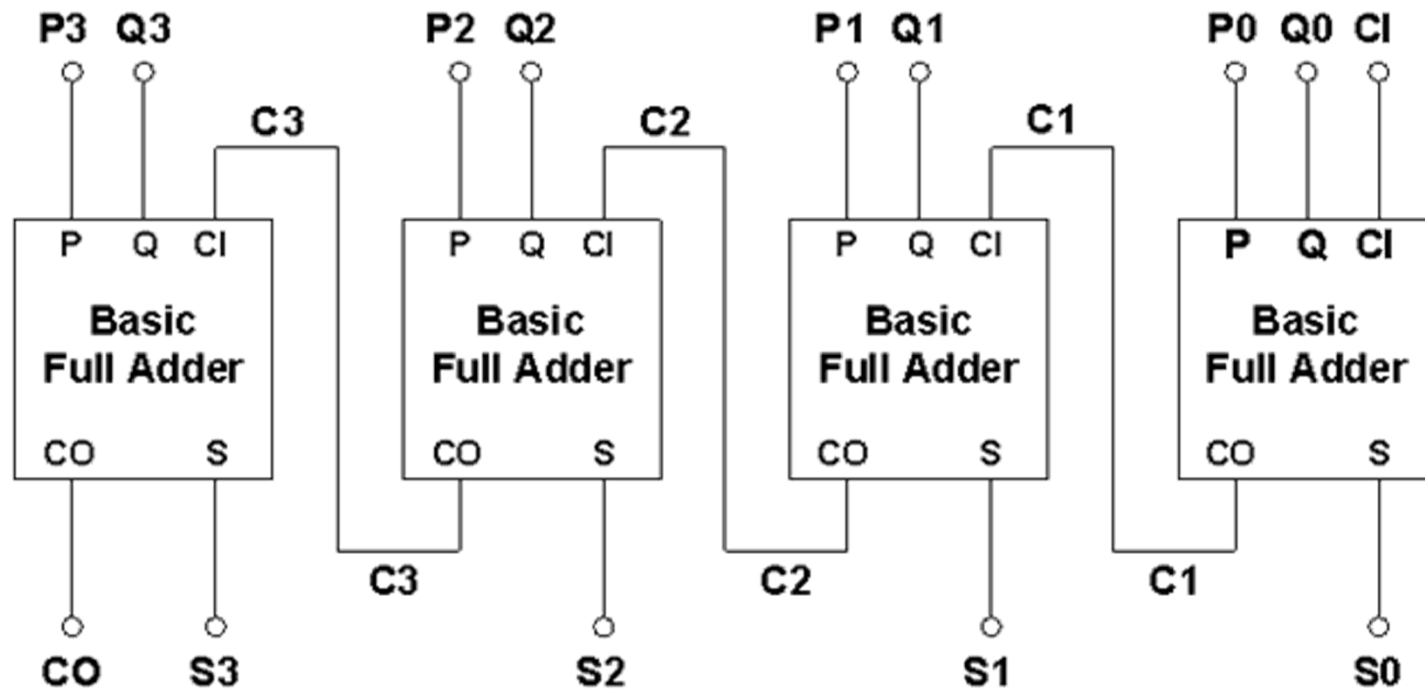 P3 Q3 P2 Q2 P1 Q1 P0 Q0 CI
C3 C2 C1
P Q CI P Q CI P Q CI P Q CI
Basic Basic Basic Basic
Full Adder Full Adder Full Adder Full Adder
CO S CO S CO S CO S
C3 C2 C1
CO S3 S2 S1 S0